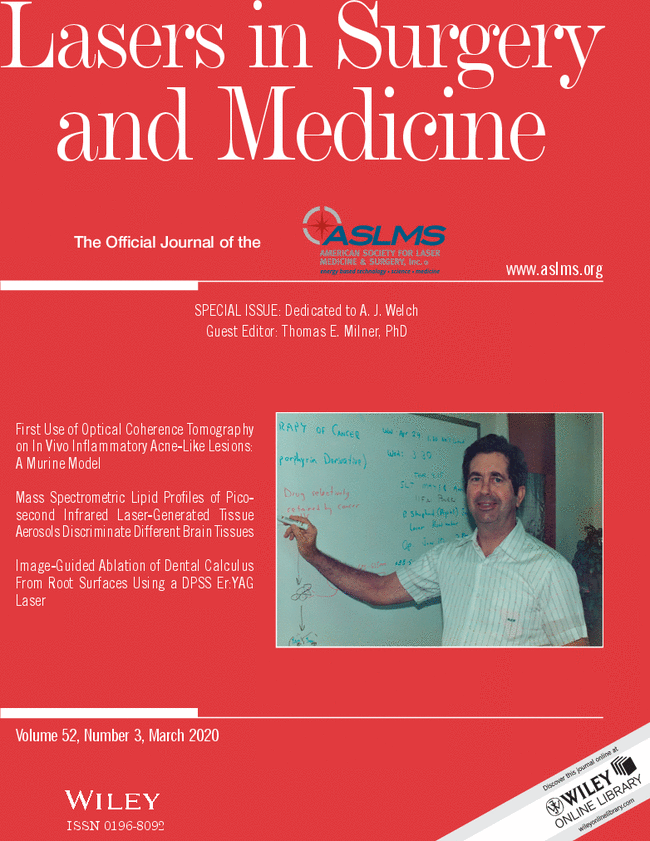 Lasers in Surgery
and Medicine
The Official Journal of the
ASLMS
AMERICAN SOCIETY FOR LASER
MEDICINE & SURGERY, INC.
energy based technology • science • medicine
www.aslms.org
SPECIAL ISSUE: Dedicated to A. J. Welch
Guest Editor: Thomas E. Milner, PhD
First Use of Optical Coherence Tomography
on In Vivo Inflammatory Acne-Like Lesions:
A Murine Model
Mass Spectrometric Lipid Profiles of Pico-
second Infrared Laser-Generated Tissue
Aerosols Discriminate Different Brain Tissues
Image-Guided Ablation of Dental Calculus
From Root Surfaces Using a DPSS Er:YAG
Laser
RAPY OF CANCER
porphyrin Derivative)
Drug selectively
retained by cancer
Volume 52, Number 3, March 2020
WILEY
ISSN 0196-8092
Discover this journal online at
WILEY
ONLINE LIBRARY
wileyonlinelibrary.com